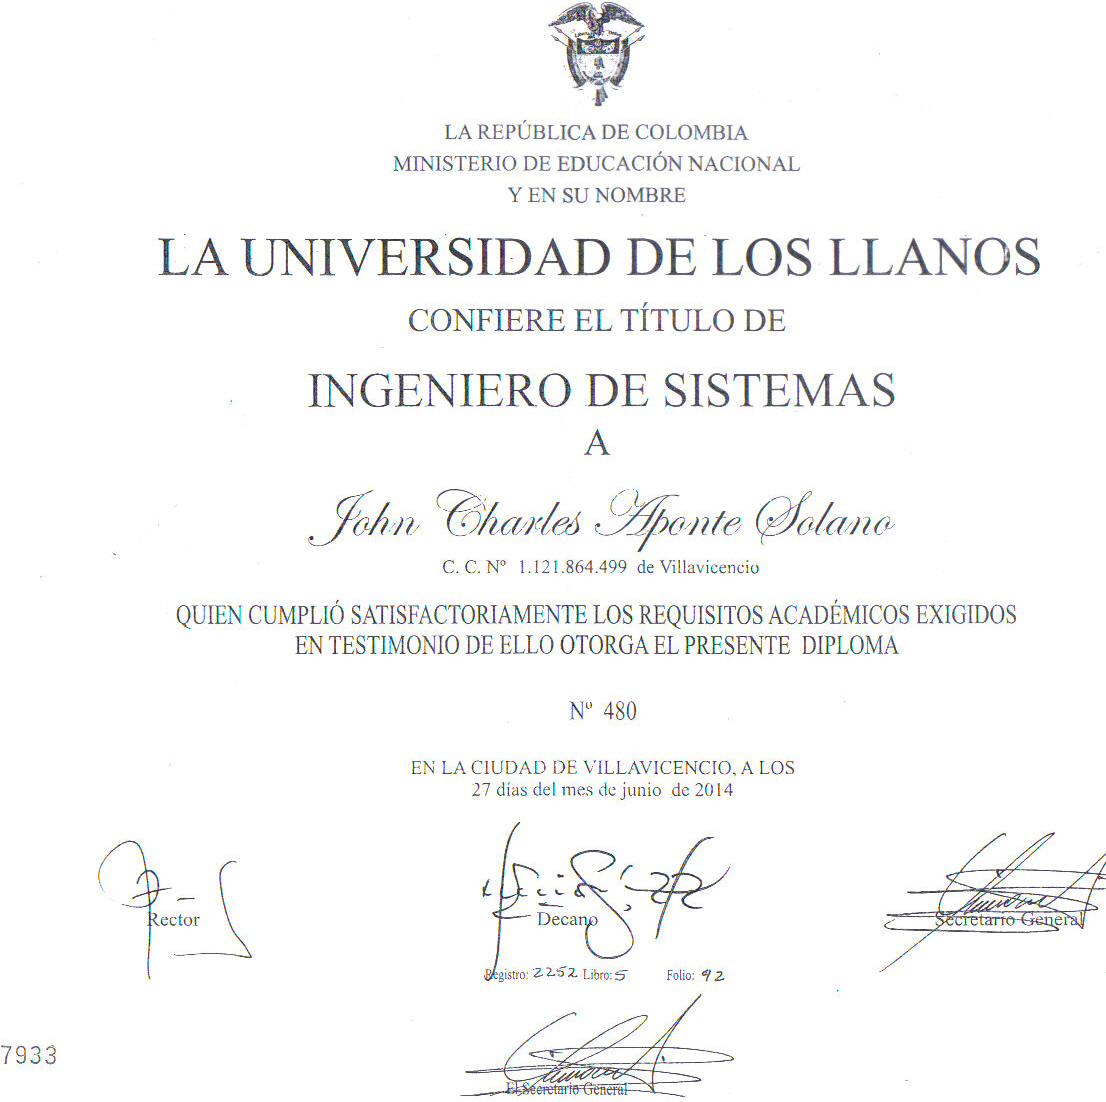 LA REPÚBLICA DE COLOMBIA
MINISTERIO DE EDUCACIÓN NACIONAL
Y EN SU NOMBRE
LA UNIVERSIDAD DE LOS LLANOS
CONFIERE EL TÍTULO DE
INGENIERO DE SISTEMAS
A
John Charles Aponte Solano
C. C. Nº 1.121.864.499 de Villavicencio
QUIEN CUMPLIÓ SATISFACTORIAMENTE LOS REQUISITOS ACADÉMICOS EXIGIDOS
EN TESTIMONIO DE ELLO OTORGA EL PRESENTE DIPLOMA
Nº 480
EN LA CIUDAD DE VILLAVICENCIO, A LOS
27 días del mes de junio de 2014
Rector Decano Secretario General
Registro: 2252 Libro: 5 Folio: 92
7933
El Secretario General